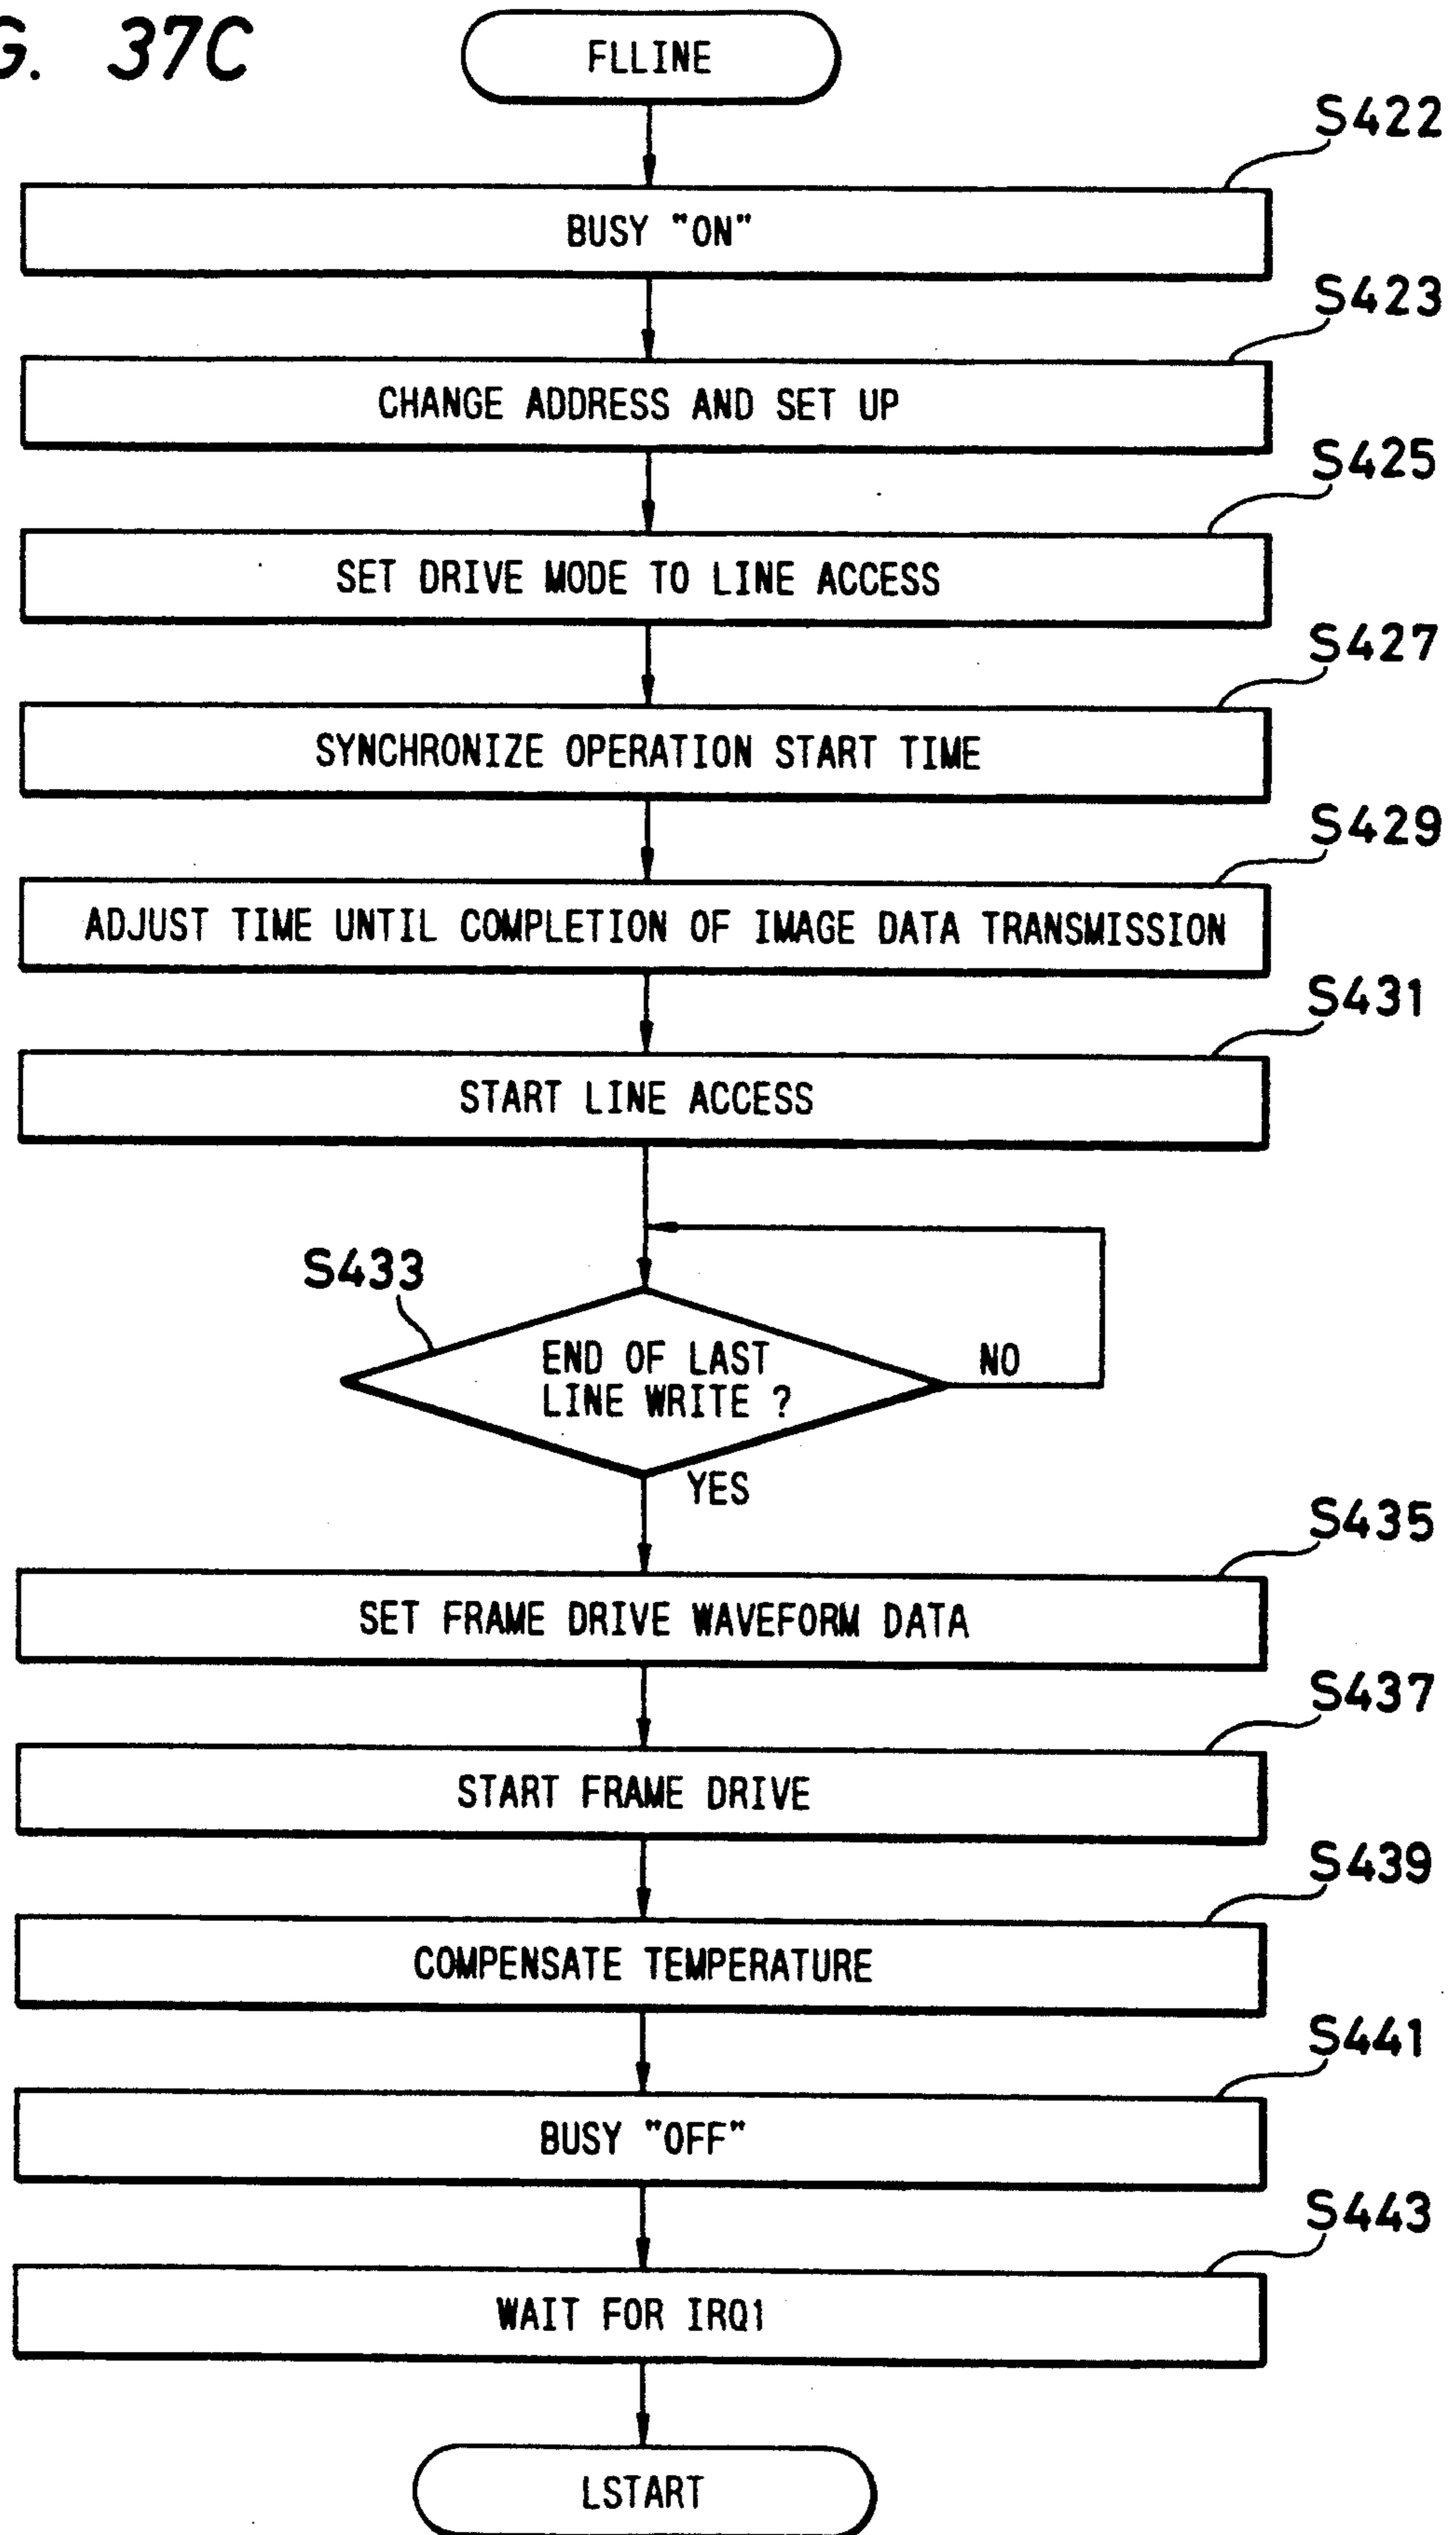 G. 37C
FLLINE
S422
BUSY "ON"
S423
CHANGE ADDRESS AND SET UP
S425
SET DRIVE MODE TO LINE ACCESS
S427
SYNCHRONIZE OPERATION START TIME
S429
ADJUST TIME UNTIL COMPLETION OF IMAGE DATA TRANSMISSION
S431
START LINE ACCESS
S433
END OF LAST
LINE WRITE ?
NO
YES
S435
SET FRAME DRIVE WAVEFORM DATA
S437
START FRAME DRIVE
S439
COMPENSATE TEMPERATURE
S441
BUSY "OFF"
S443
WAIT FOR IRQ1
LSTART